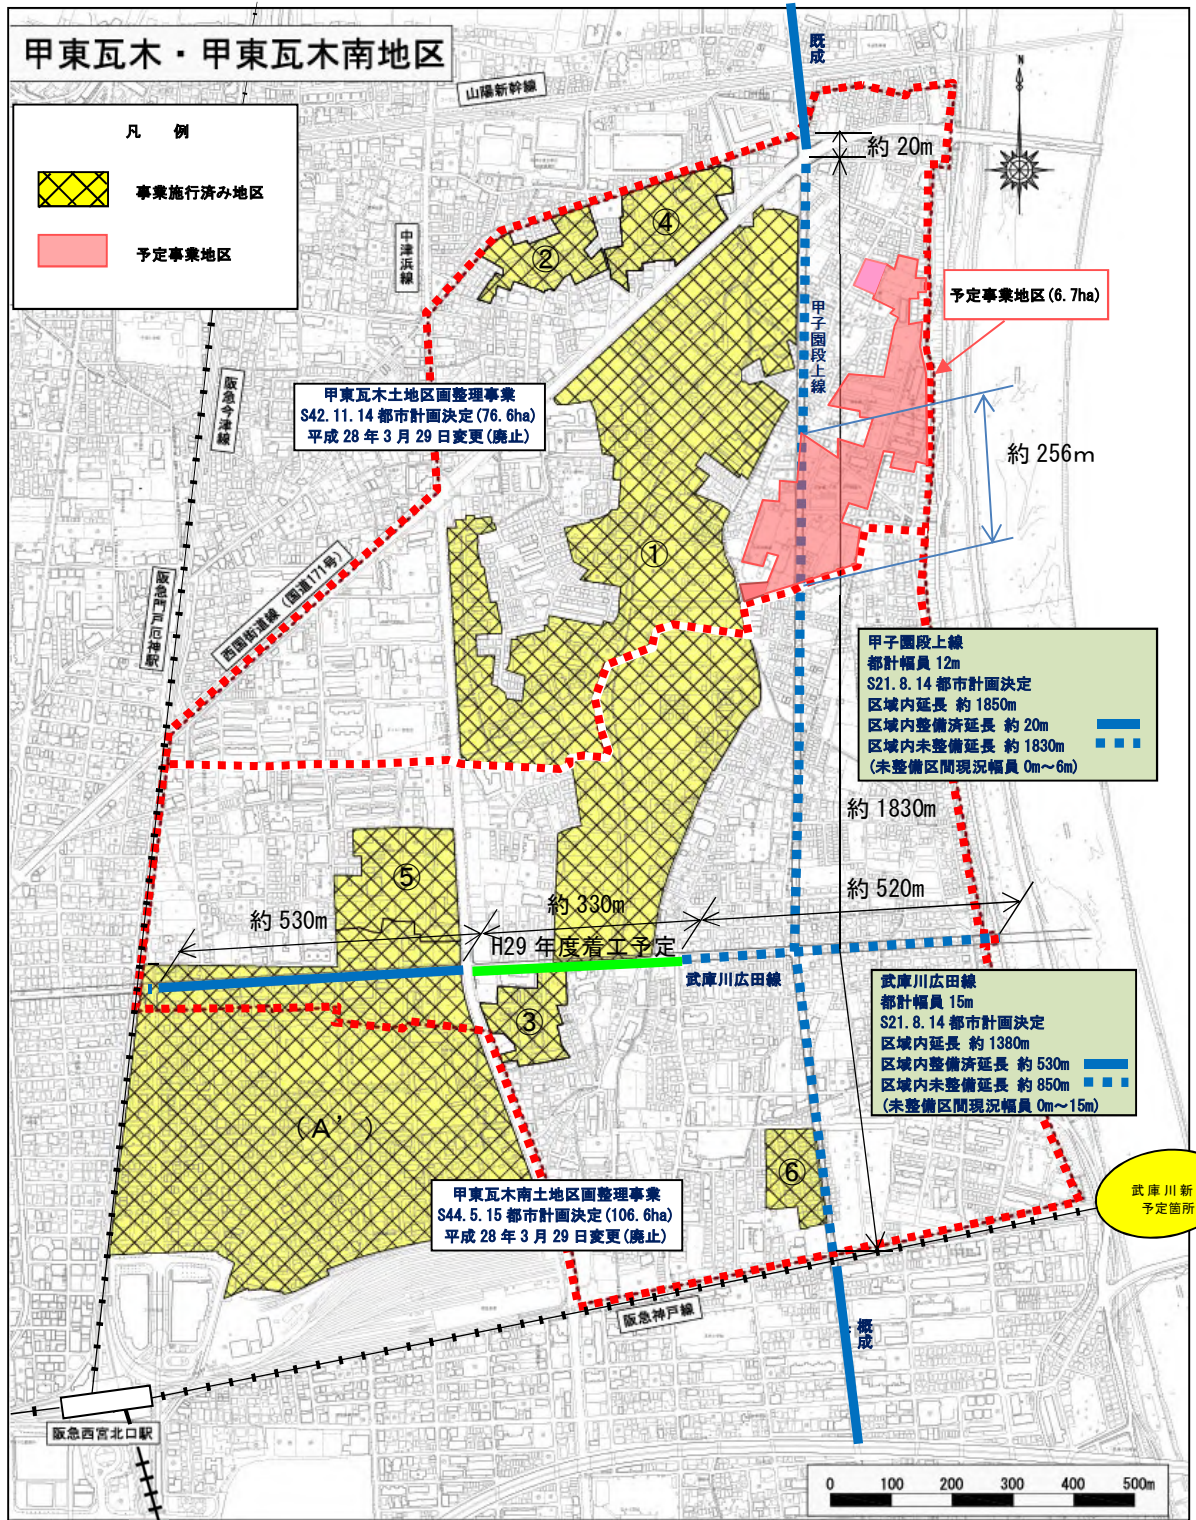 甲東瓦木・甲東瓦木南地区
凡 例
事業施行済み地区
予定事業地区
山陽新幹線
既成
約 20m
N
中津浜線
④
②
甲子園段上線
予定事業地区(6.7ha)
阪急今津線
甲東瓦木土地区画整理事業
S42.11.14 都市計画決定(76.6ha)
平成 28 年 3 月 29 日変更(廃止)
約 256m
①
西国街道線(国道171号)
阪急門戸厄神駅
甲子園段上線
都計幅員 12m
S21.8.14 都市計画決定
区域内延長 約 1850m
区域内整備済延長 約 20m
区域内未整備延長 約 1830m
(未整備区間現況幅員 0m～6m)
約 1830m
⑤
約 530m
約 330m
約 520m
H29 年度着工予定
武庫川広田線
武庫川広田線
都計幅員 15m
S21.8.14 都市計画決定
区域内延長 約 1380m
区域内整備済延長 約 530m
区域内未整備延長 約 850m
(未整備区間現況幅員 0m～15m)
③
(A’)
⑥
甲東瓦木南土地区画整理事業
S44.5.15 都市計画決定(106.6ha)
平成 28 年 3 月 29 日変更(廃止)
武庫川新
予定箇所
阪急神戸線
概成
阪急西宮北口駅
0 100 200 300 400 500m